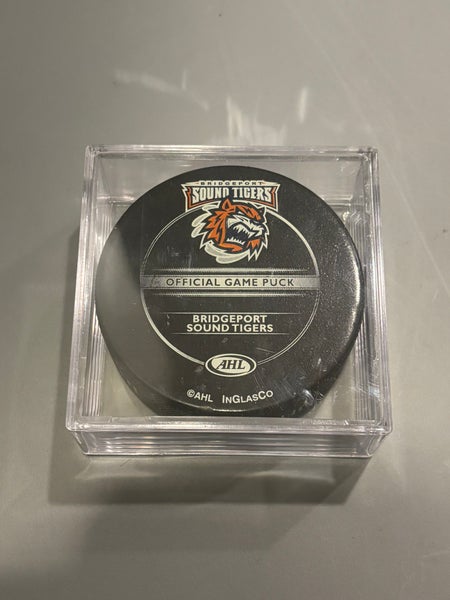 BRIDGEPORT
SOUND TIGERS
OFFICIAL GAME PUCK
BRIDGEPORT
SOUND TIGERS
AHL
©AHL INGLASCO